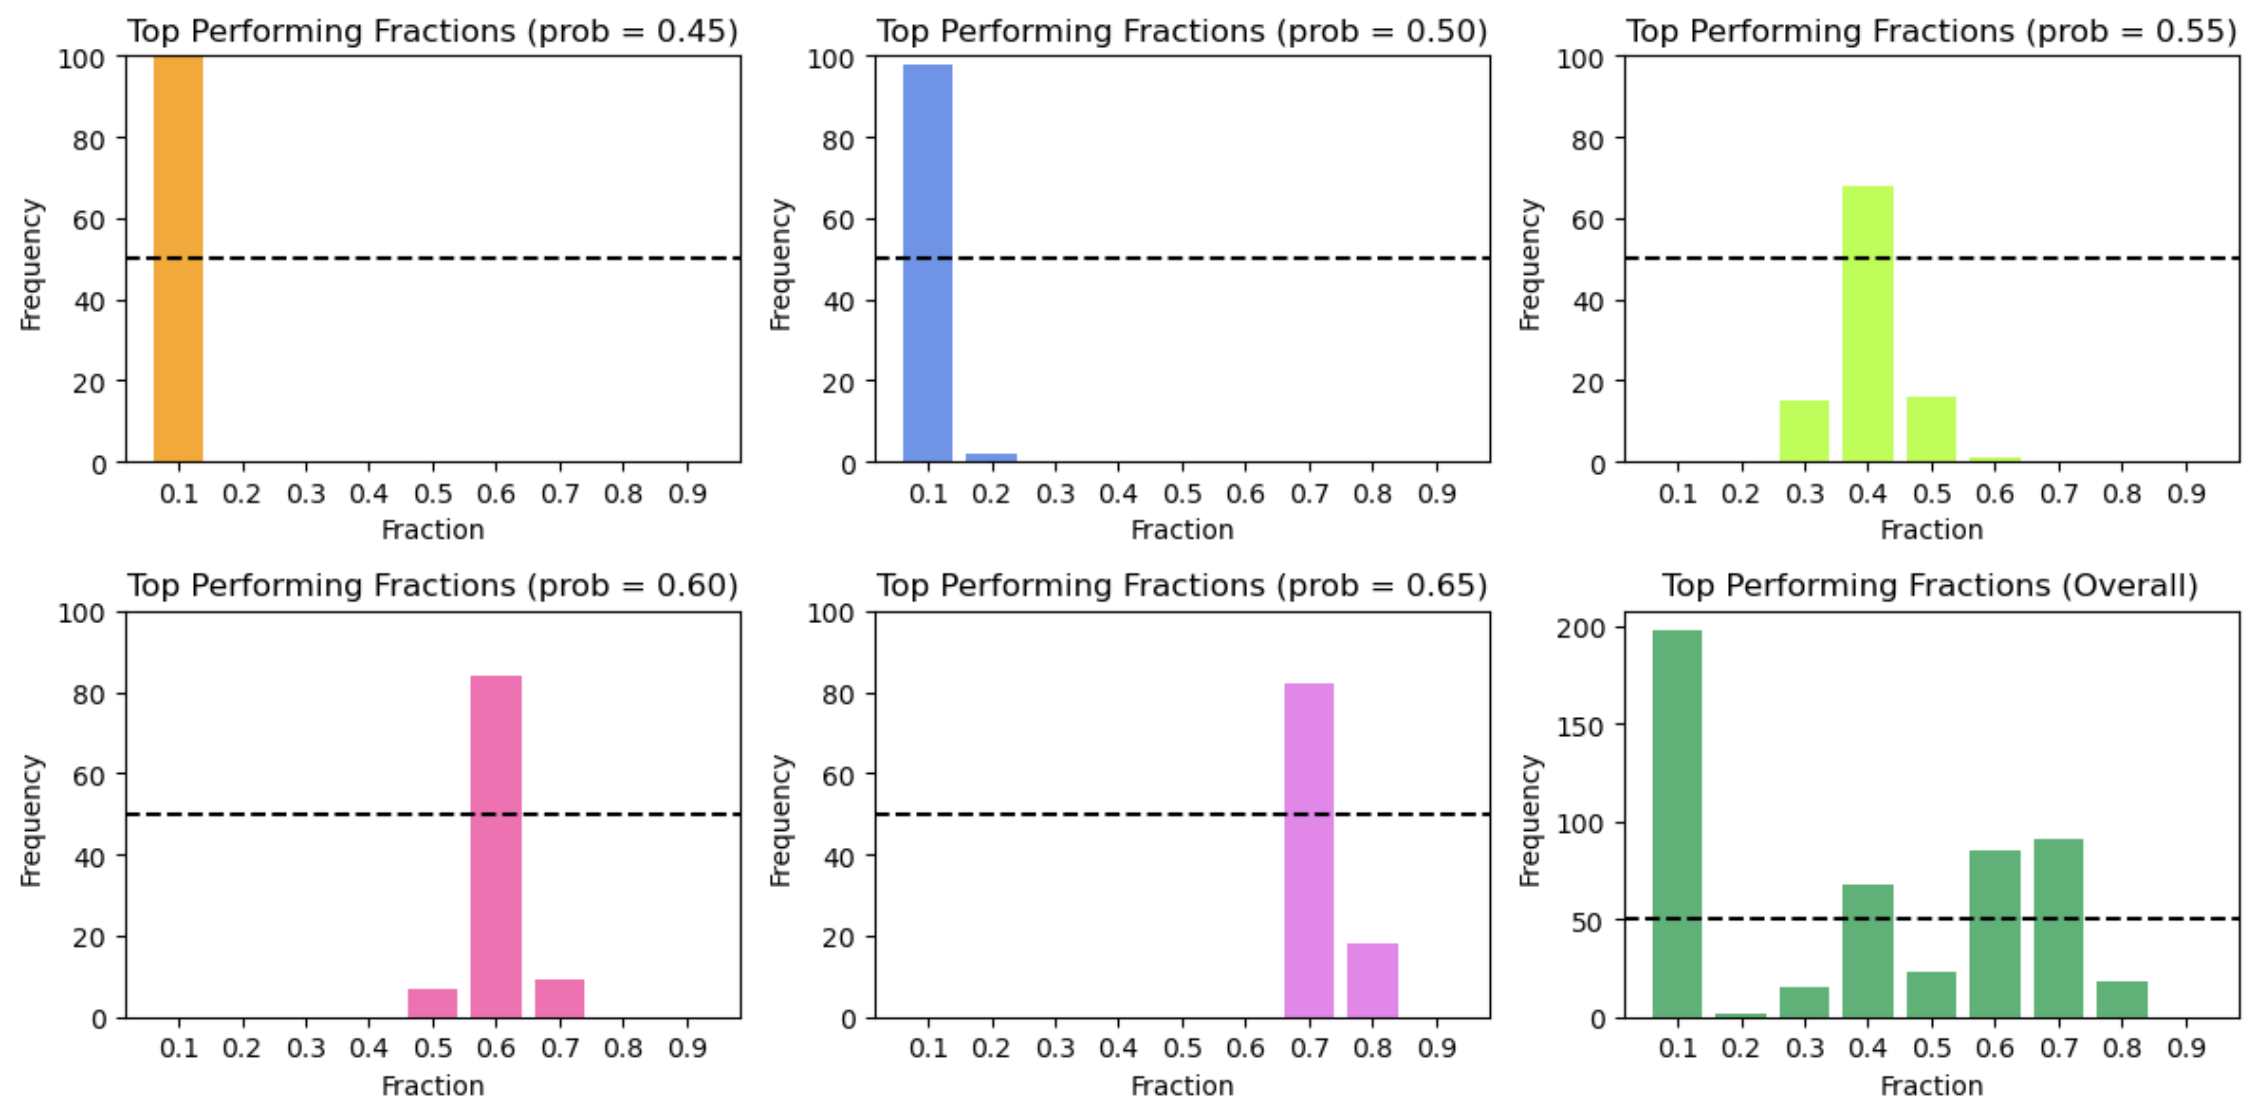 Top Performing Fractions (prob = 0.45)
100
80
60
40
20
0
Frequency
0.1 0.2 0.3 0.4 0.5 0.6 0.7 0.8 0.9
Fraction
Top Performing Fractions (prob = 0.50)
100
80
60
40
20
0
Frequency
0.1 0.2 0.3 0.4 0.5 0.6 0.7 0.8 0.9
Fraction
Top Performing Fractions (prob = 0.55)
100
80
60
40
20
0
Frequency
0.1 0.2 0.3 0.4 0.5 0.6 0.7 0.8 0.9
Fraction
Top Performing Fractions (prob = 0.60)
100
80
60
40
20
0
Frequency
0.1 0.2 0.3 0.4 0.5 0.6 0.7 0.8 0.9
Fraction
Top Performing Fractions (prob = 0.65)
100
80
60
40
20
0
Frequency
0.1 0.2 0.3 0.4 0.5 0.6 0.7 0.8 0.9
Fraction
Top Performing Fractions (Overall)
200
150
100
50
0
Frequency
0.1 0.2 0.3 0.4 0.5 0.6 0.7 0.8 0.9
Fraction